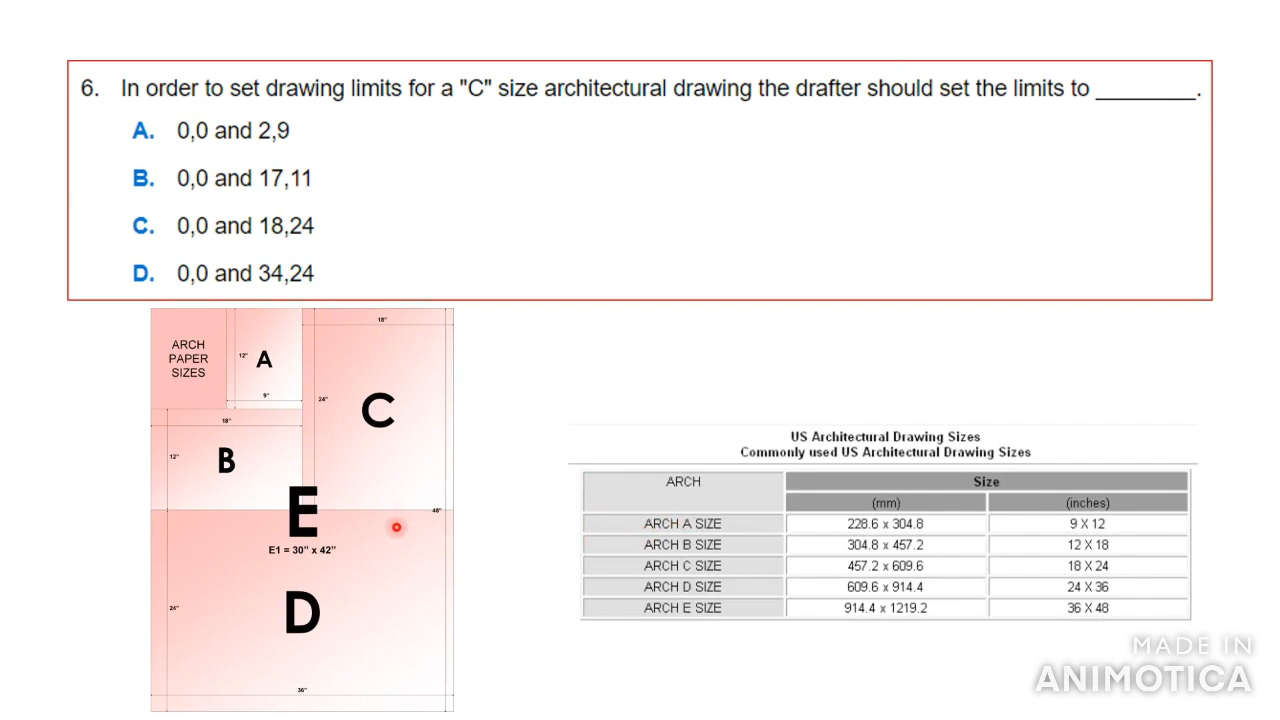 6. In order to set drawing limits for a "C" size architectural drawing the drafter should set the limits to _________.
A. 0,0 and 2,9
B. 0,0 and 17,11
C. 0,0 and 18,24
D. 0,0 and 34,24
ARCH
PAPER
SIZES
12"
A
9"
18"
24"
C
18"
12"
B
E
48"
E1 = 30" x 42"
24"
D
36"
US Architectural Drawing Sizes
Commonly used US Architectural Drawing Sizes
ARCH Size
(mm) (inches)
ARCH A SIZE 228.6 x 304.8 9 X 12
ARCH B SIZE 304.8 x 457.2 12 X 18
ARCH C SIZE 457.2 x 609.6 18 X 24
ARCH D SIZE 609.6 x 914.4 24 X 36
ARCH E SIZE 914.4 x 1219.2 36 X 48
MADE IN
ANIMOTICA